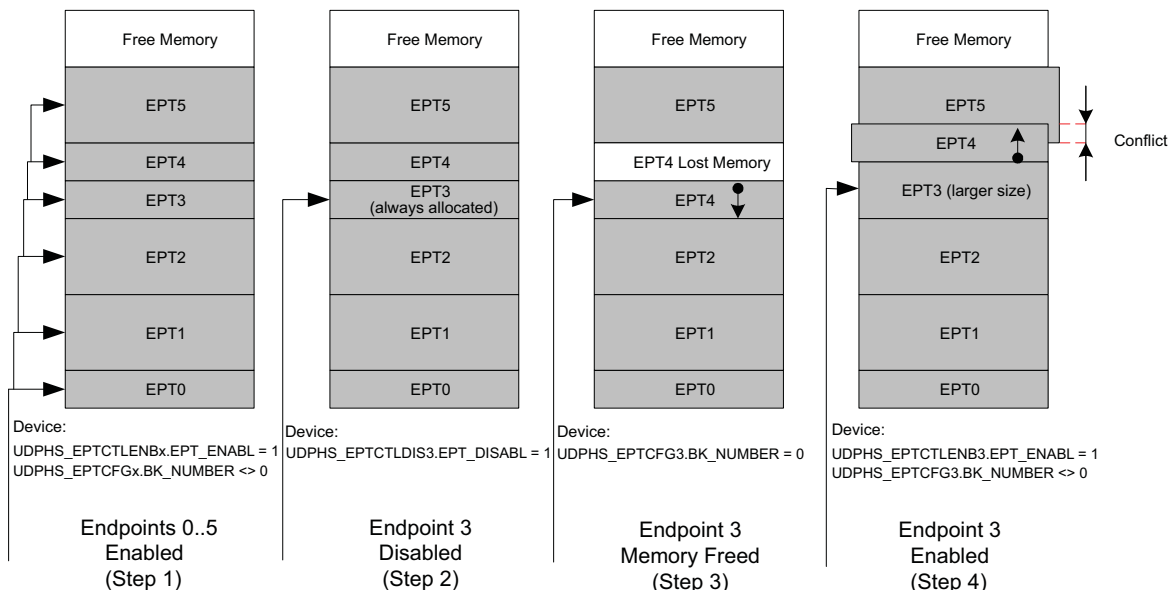 Free Memory
EPT5
EPT4
EPT3
EPT2
EPT1
EPT0
Device:
UDPHS_EPTCTLENBx.EPT_ENABL = 1
UDPHS_EPTCFGx.BK_NUMBER <> 0
Endpoints 0..5
Enabled
(Step 1)
Free Memory
EPT5
EPT4
EPT3
(always allocated)
EPT2
EPT1
EPT0
Device:
UDPHS_EPTCTLDIS3.EPT_DISABL = 1
Endpoint 3
Disabled
(Step 2)
Free Memory
EPT5
EPT4 Lost Memory
EPT4
EPT2
EPT1
EPT0
Device:
UDPHS_EPTCFG3.BK_NUMBER = 0
Endpoint 3
Memory Freed
(Step 3)
Free Memory
EPT5
EPT4
Conflict
EPT3 (larger size)
EPT2
EPT1
EPT0
Device:
UDPHS_EPTCTLENB3.EPT_ENABL = 1
UDPHS_EPTCFG3.BK_NUMBER <> 0
Endpoint 3
Enabled
(Step 4)